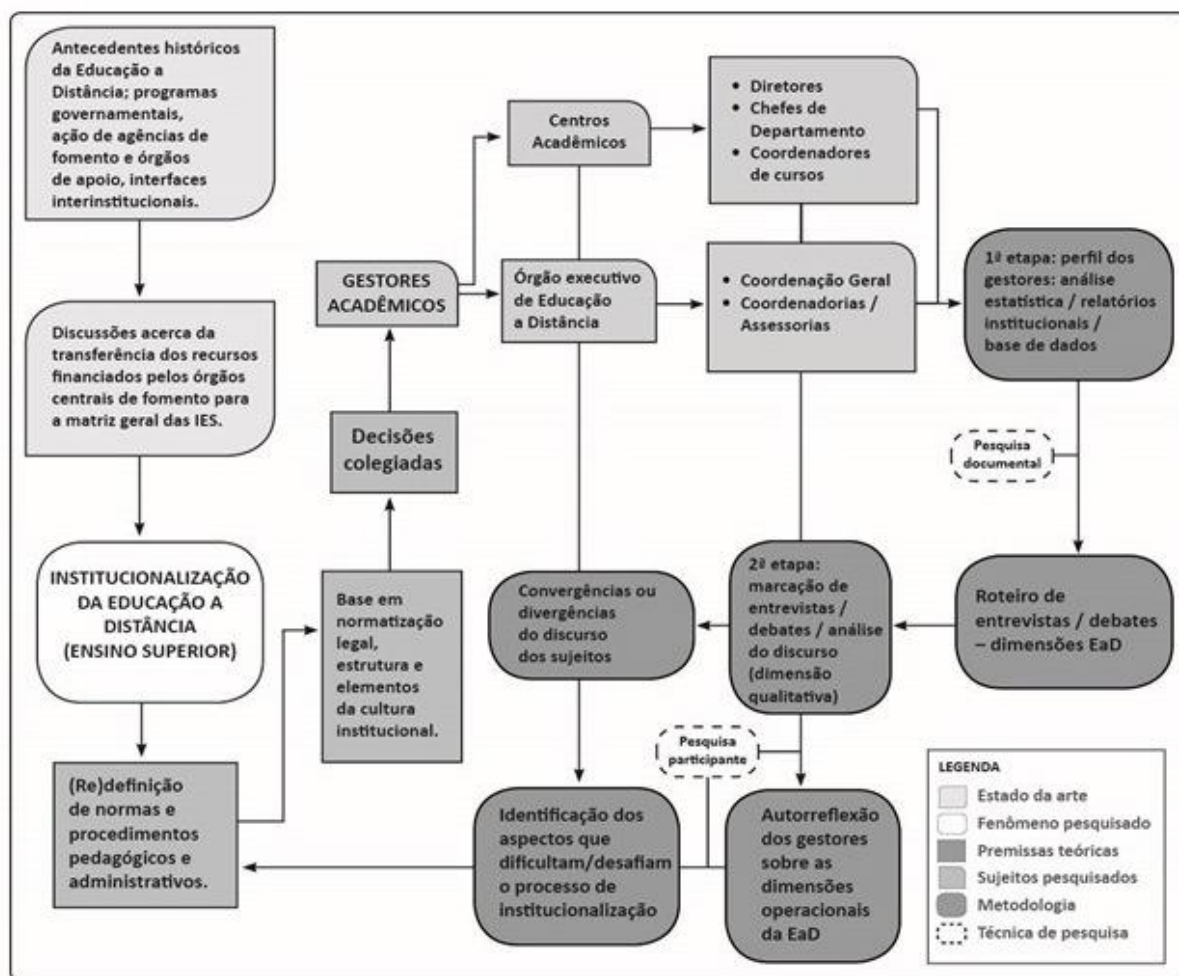 Antecedentes históricos
da Educação a
Distância; programas
governamentais,
ação de agências de
fomento e órgãos
de apoio, interfaces
interinstitucionais.
Discussões acerca da
transferência dos recursos
financiados pelos órgãos
centrais de fomento para
a matriz geral das IES.
INSTITUCIONALIZAÇÃO
DA EDUCAÇÃO A
DISTÂNCIA
(ENSINO SUPERIOR)
(Re)definição
de normas e
procedimentos
pedagógicos e
administrativos.
Base em
normatização
legal,
estrutura e
elementos
da cultura
institucional.
Decisões
colegiadas
GESTORES
ACADÊMICOS
Centros
Acadêmicos
Órgão executivo
de Educação
a Distância
• Diretores
• Chefes de
Departamento
• Coordenadores
de cursos
• Coordenação Geral
• Coordenadorias /
Assessorias
1ª etapa: perfil dos
gestores: análise
estatística / relatórios
institucionais /
base de dados
Pesquisa
documental
Roteiro de
entrevistas / debates
– dimensões EaD
2ª etapa:
marcação de
entrevistas /
debates / análise
do discurso
(dimensão
qualitativa)
Convergências ou
divergências
do discurso
dos sujeitos
Pesquisa
participante
Autorreflexão
dos gestores
sobre as
dimensões
operacionais
da EaD
Identificação dos
aspectos que
dificultam/desafiam
o processo de
institucionalização
LEGENDA
Estado da arte
Fenômeno pesquisado
Premissas teóricas
Sujeitos pesquisados
Metodologia
Técnica de pesquisa